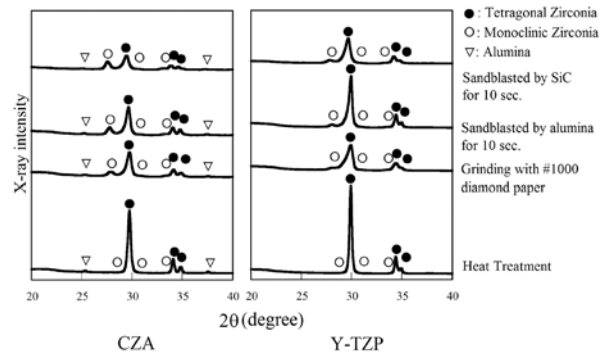 ● : Tetragonal Zirconia
○ : Monoclinic Zirconia
▽ : Alumina
Sandblasted by SiC
for 10 sec.
Sandblasted by alumina
for 10 sec.
Grinding with #1000
diamond paper
Heat Treatment
X-ray intensity
20 25 30 35 40
20 25 30 35 40
2θ (degree)
CZA
Y-TZP